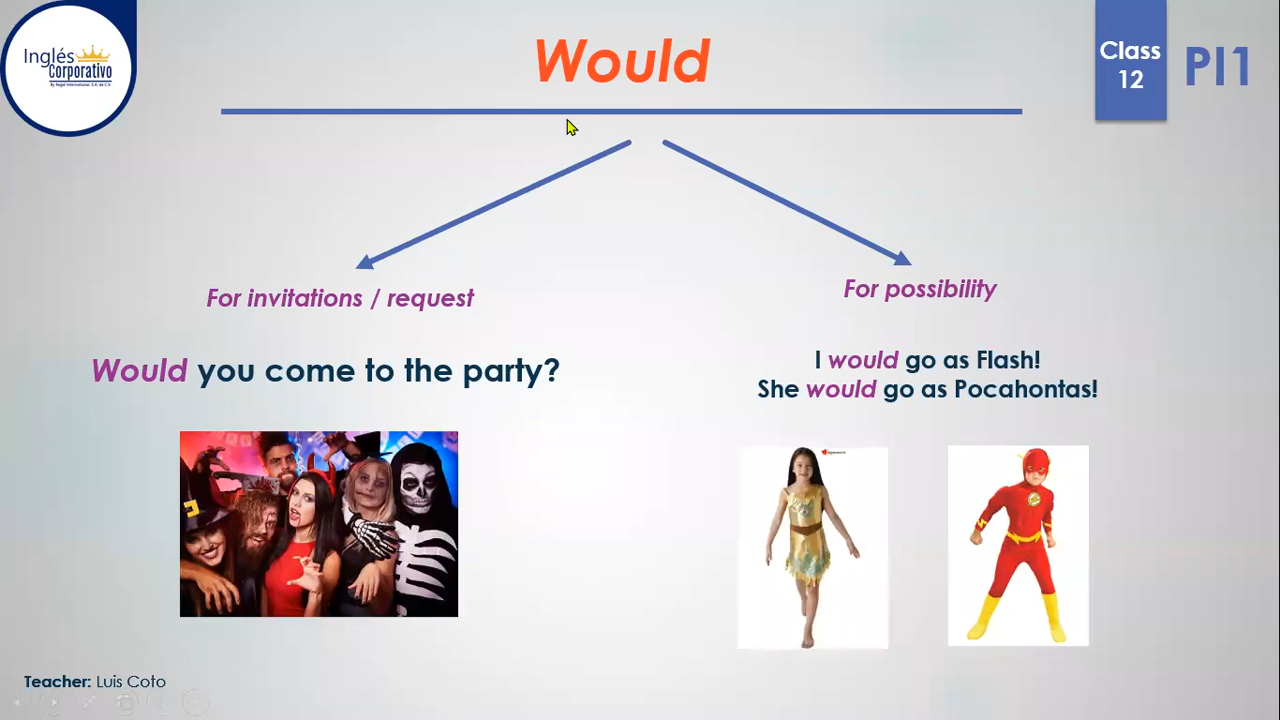 Inglés
Corporativo
Would
Class
12
PI1
For invitations / request
For possibility
Would you come to the party?
I would go as Flash!
She would go as Pocahontas!
Teacher: Luis Coto